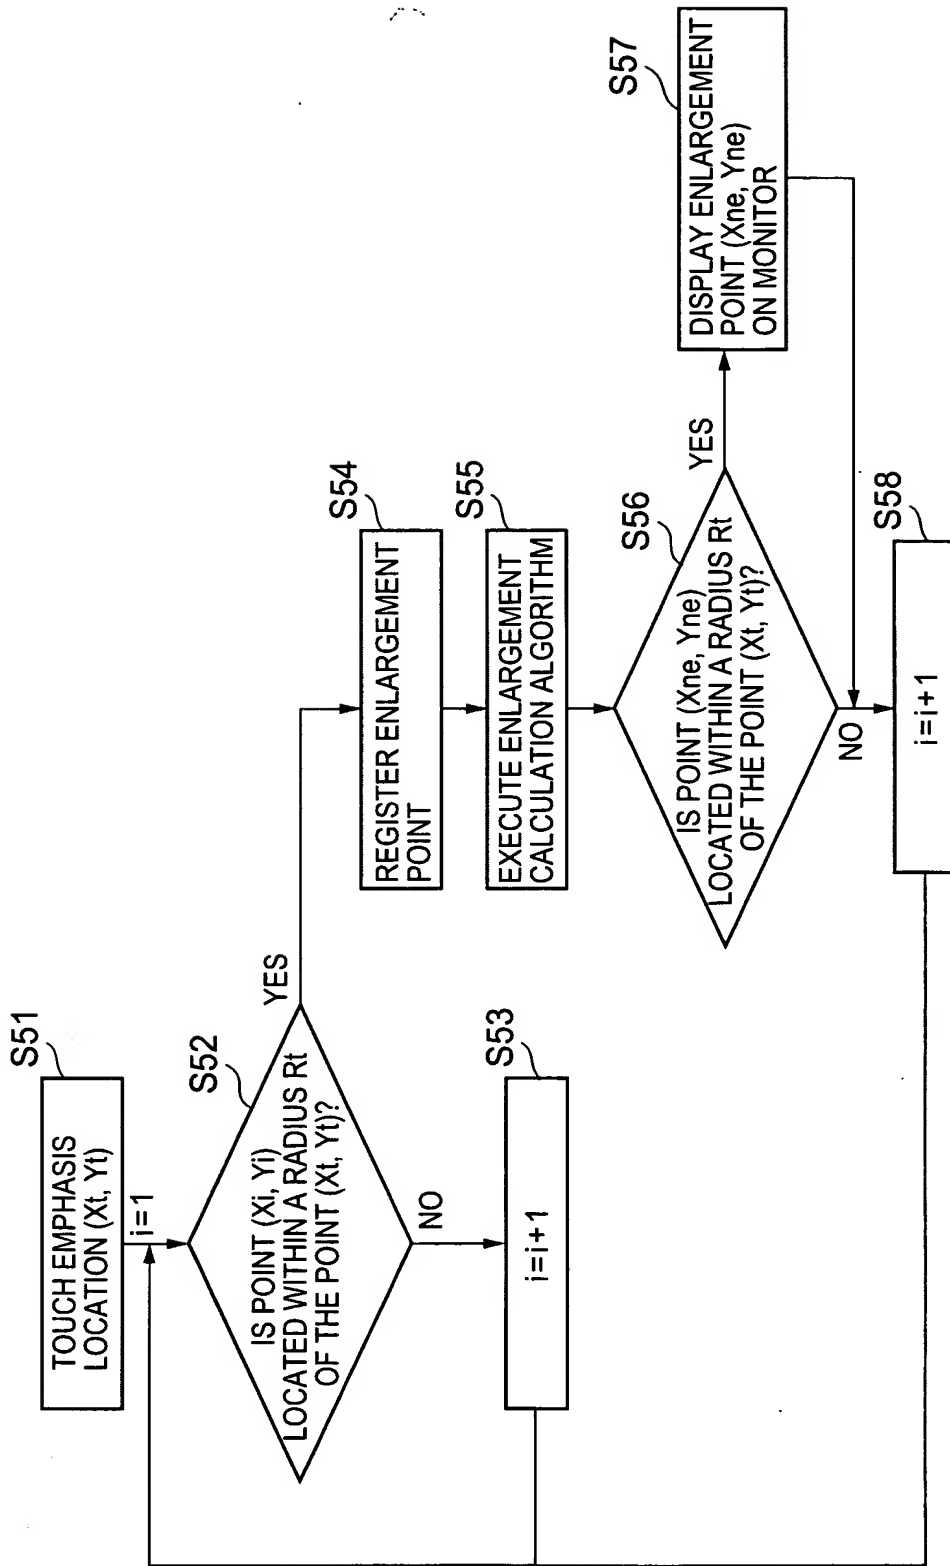 S51
TOUCH EMPHASIS
LOCATION (Xt, Yt)
i=1
S52
IS POINT (Xi, Yi)
LOCATED WITHIN A RADIUS Rt
OF THE POINT (Xt, Yt)?
YES
NO
S53
i=i+1
S54
REGISTER ENLARGEMENT
POINT
S55
EXECUTE ENLARGEMENT
CALCULATION ALGORITHM
S56
IS POINT (Xne, Yne)
LOCATED WITHIN A RADIUS Rt
OF THE POINT (Xt, Yt)?
YES
NO
S57
DISPLAY ENLARGEMENT
POINT (Xne, Yne)
ON MONITOR
S58
i=i+1